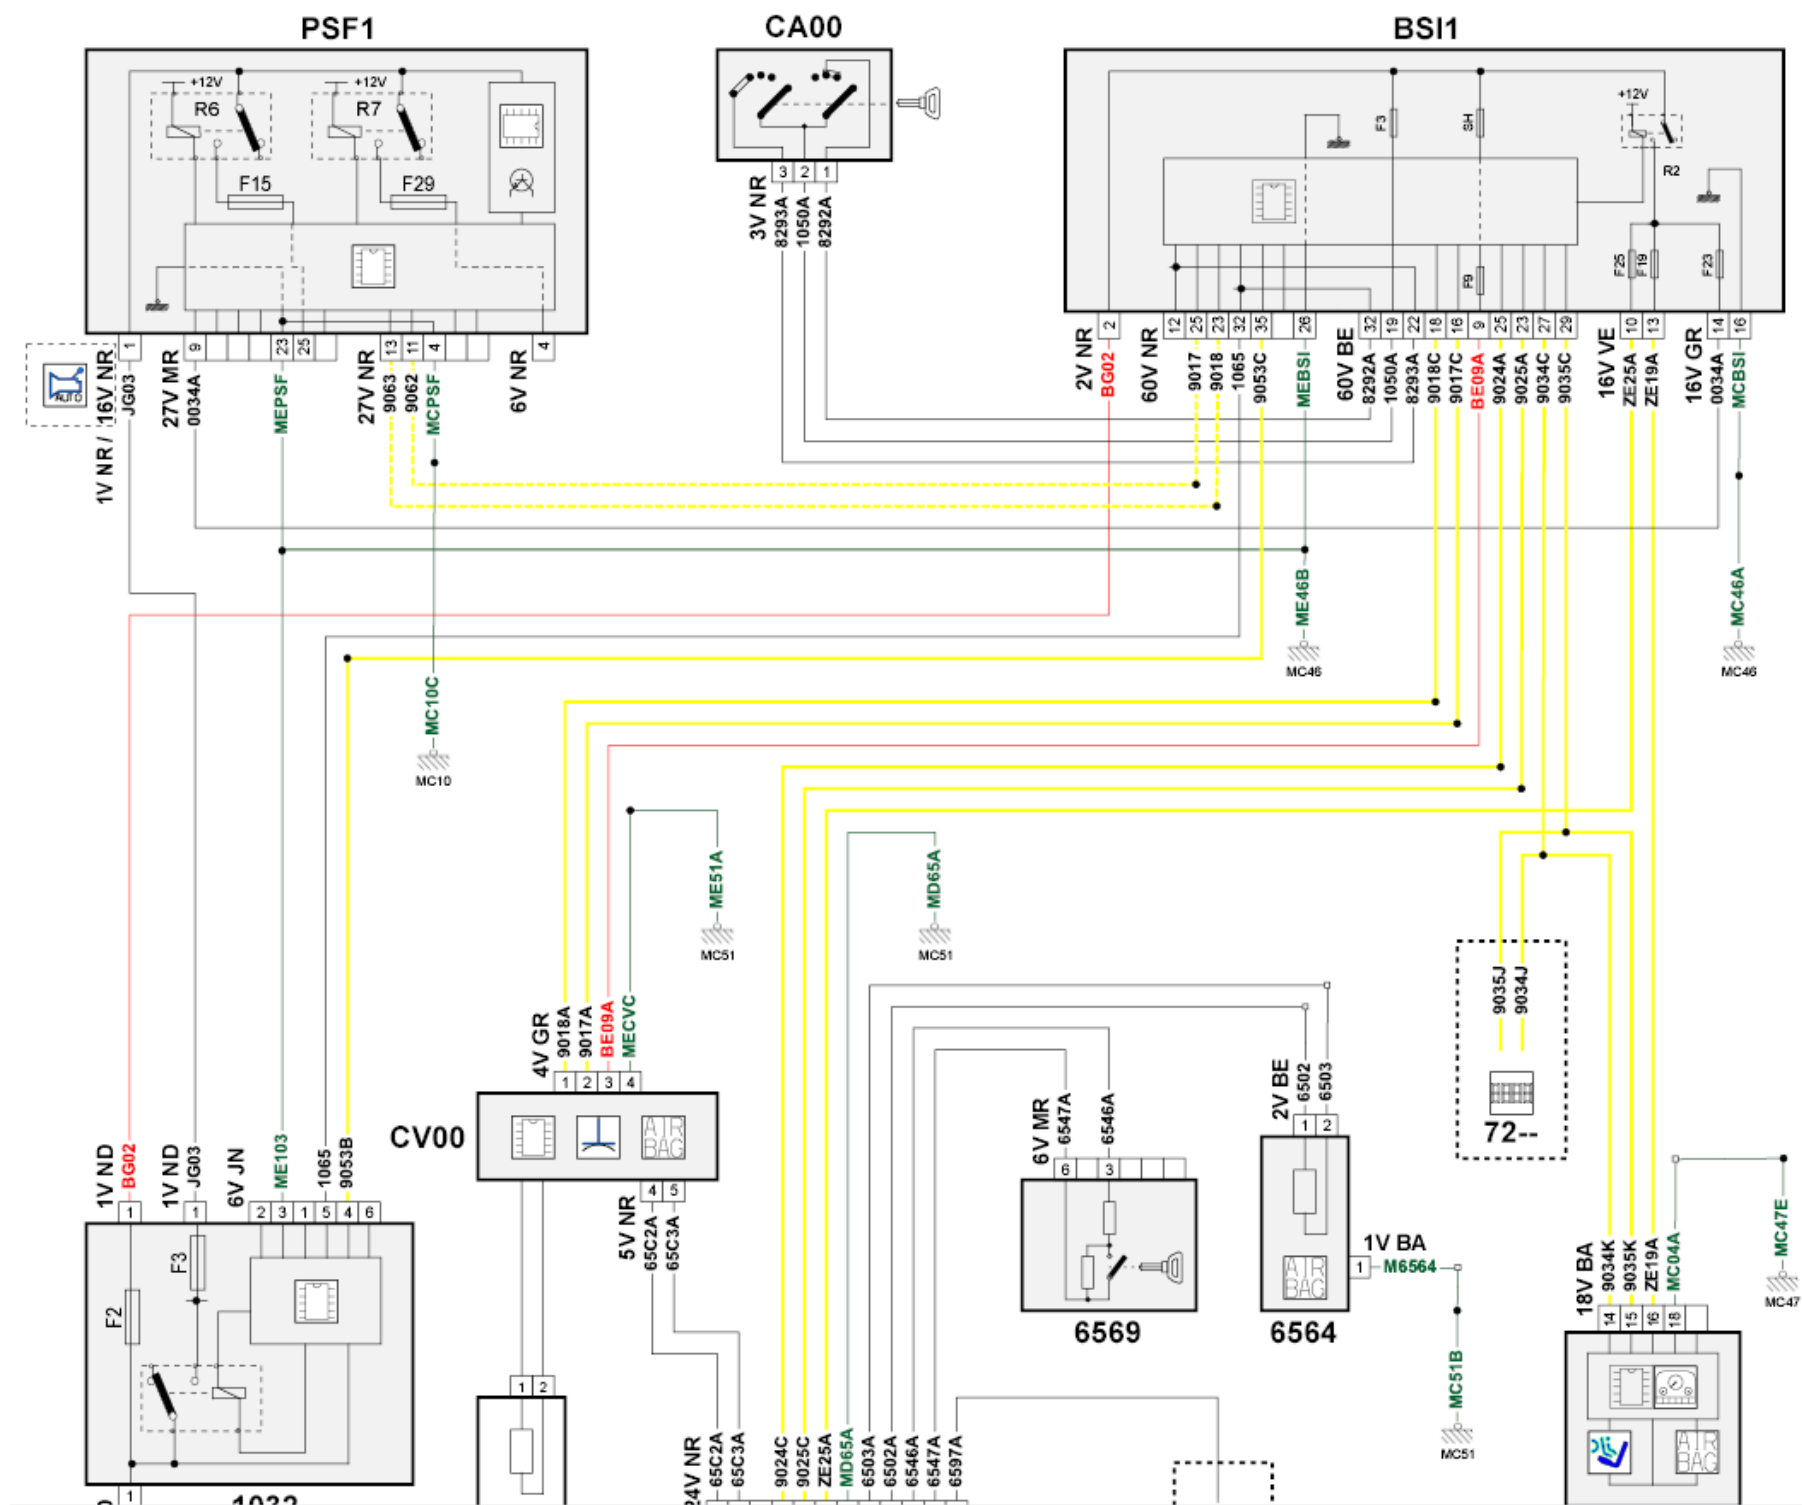 PSF1
CA00
BSI1
+12V
R6
+12V
R7
F15
F29
F3
SH
+12V
R2
F25
F19
F23
F9
3 2 1
3V NR
8293A
1050A
8292A
AUTO
1V NR / 16V NR
1
JG03
27V MR
9
0034A
23
25
MEPSF
27V NR
13
11
4
9063
9062
MCPSF
6V NR
4
2V NR
2
BG02
60V NR
12
25
23
32
35
26
9017
9018
1065
9053C
MEBSI
60V BE
32
19
22
18
16
9
25
23
27
29
8292A
1050A
8293A
9018C
9017C
BE09A
9024A
9025A
9034C
9035C
16V VE
10
13
ZE25A
ZE19A
16V GR
14
16
0034A
MCBSI
ME46B
MC46
MC46A
MC46
MC10C
MC10
ME51A
MC51
MD65A
MC51
4V GR
9018A
9017A
BE09A
MECVC
1 2 3 4
CV00
AIR BAG
5V NR
4 5
65C2A
65C3A
9035J
9034J
72--
2V BE
6502
6503
1 2
6V MR
6547A
6546A
6 3
6569
AIR BAG
6564
1V BA
1
M6564
MC51B
MC51
1V ND
BG02
1
1V ND
JG03
1
6V JN
ME103
1065
9053B
2 3 1 5 4 6
F3
F2
1032
1
1 2
24V NR
65C2A
65C3A
9024C
9025C
ZE25A
MD65A
6503A
6502A
6546A
6547A
6597A
18V BA
9034K
9035K
ZE19A
MC04A
14
15
16
18
MC47E
MC47
AIR BAG